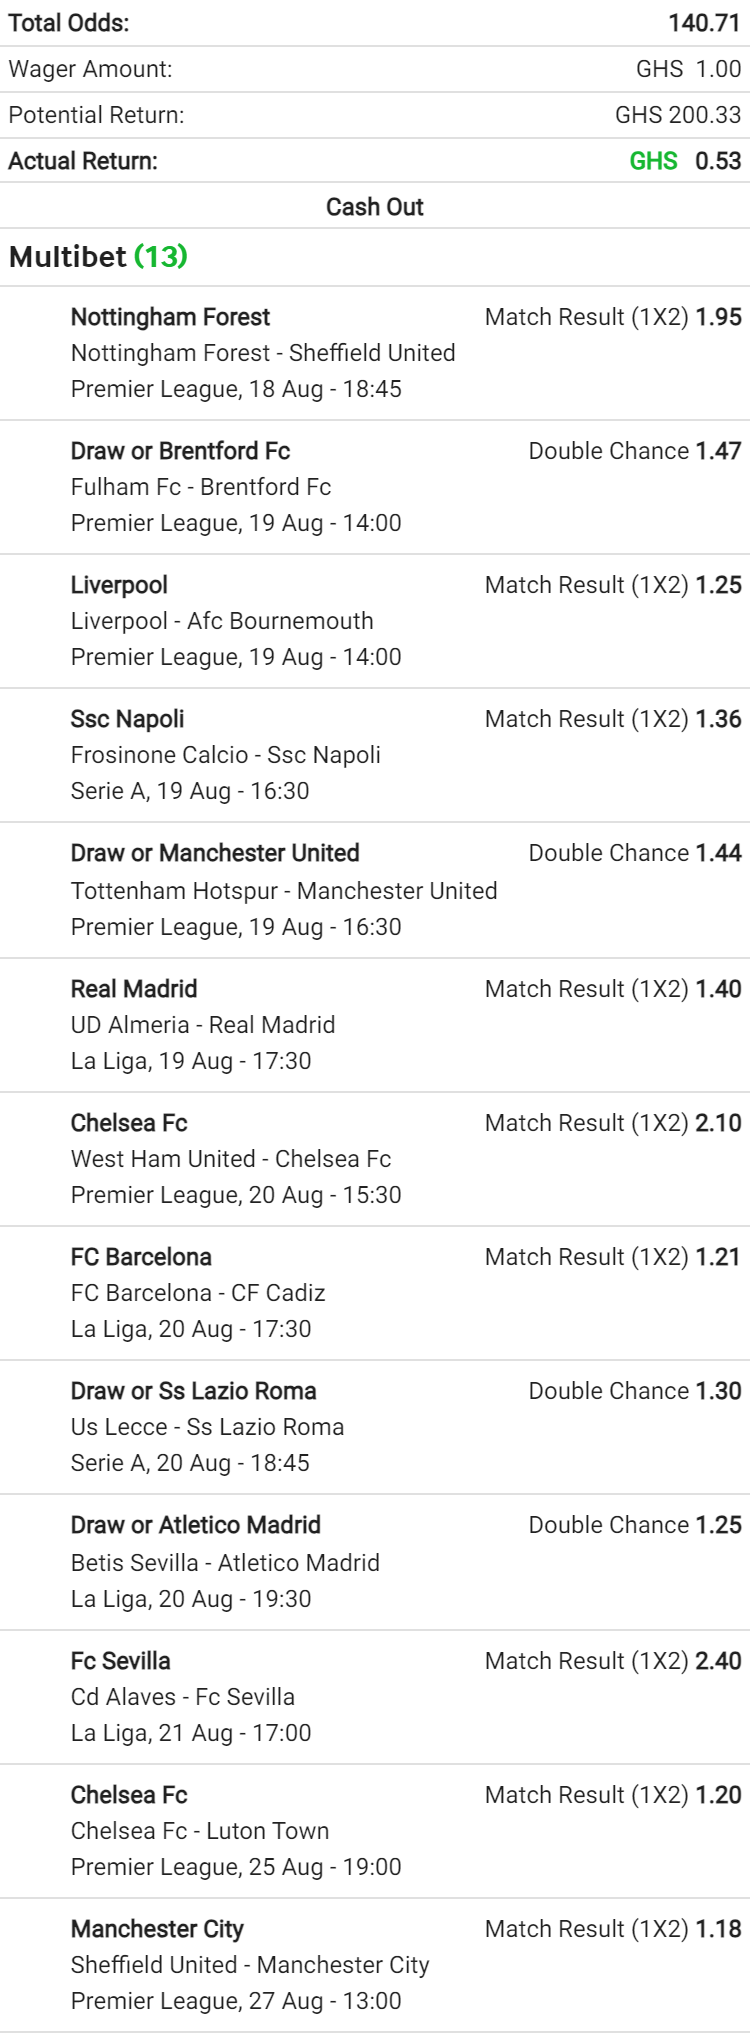 Total Odds: 140.71
Wager Amount: GHS 1.00
Potential Return: GHS 200.33
Actual Return: GHS 0.53
Cash Out
Multibet (13)
Nottingham Forest Match Result (1X2) 1.95
Nottingham Forest - Sheffield United
Premier League, 18 Aug - 18:45
Draw or Brentford Fc Double Chance 1.47
Fulham Fc - Brentford Fc
Premier League, 19 Aug - 14:00
Liverpool Match Result (1X2) 1.25
Liverpool - Afc Bournemouth
Premier League, 19 Aug - 14:00
Ssc Napoli Match Result (1X2) 1.36
Frosinone Calcio - Ssc Napoli
Serie A, 19 Aug - 16:30
Draw or Manchester United Double Chance 1.44
Tottenham Hotspur - Manchester United
Premier League, 19 Aug - 16:30
Real Madrid Match Result (1X2) 1.40
UD Almeria - Real Madrid
La Liga, 19 Aug - 17:30
Chelsea Fc Match Result (1X2) 2.10
West Ham United - Chelsea Fc
Premier League, 20 Aug - 15:30
FC Barcelona Match Result (1X2) 1.21
FC Barcelona - CF Cadiz
La Liga, 20 Aug - 17:30
Draw or Ss Lazio Roma Double Chance 1.30
Us Lecce - Ss Lazio Roma
Serie A, 20 Aug - 18:45
Draw or Atletico Madrid Double Chance 1.25
Betis Sevilla - Atletico Madrid
La Liga, 20 Aug - 19:30
Fc Sevilla Match Result (1X2) 2.40
Cd Alaves - Fc Sevilla
La Liga, 21 Aug - 17:00
Chelsea Fc Match Result (1X2) 1.20
Chelsea Fc - Luton Town
Premier League, 25 Aug - 19:00
Manchester City Match Result (1X2) 1.18
Sheffield United - Manchester City
Premier League, 27 Aug - 13:00